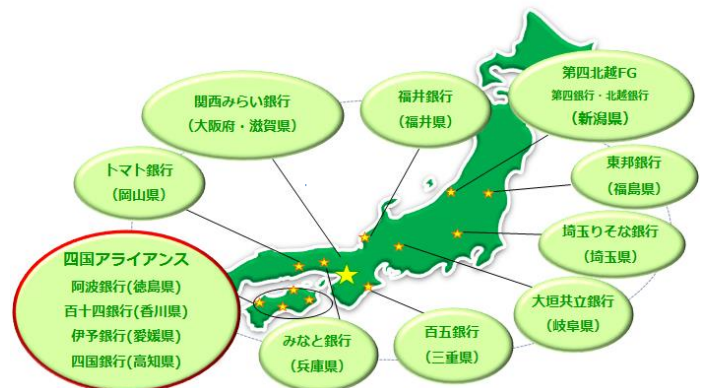 関西みらい銀行
(大阪府・滋賀県)
福井銀行
(福井県)
第四北越FG
第四銀行・北越銀行
(新潟県)
トマト銀行
(岡山県)
東邦銀行
(福島県)
四国アライアンス
阿波銀行(徳島県)
百十四銀行(香川県)
伊予銀行(愛媛県)
四国銀行(高知県)
埼玉りそな銀行
(埼玉県)
大垣共立銀行
(岐阜県)
みなと銀行
(兵庫県)
百五銀行
(三重県)